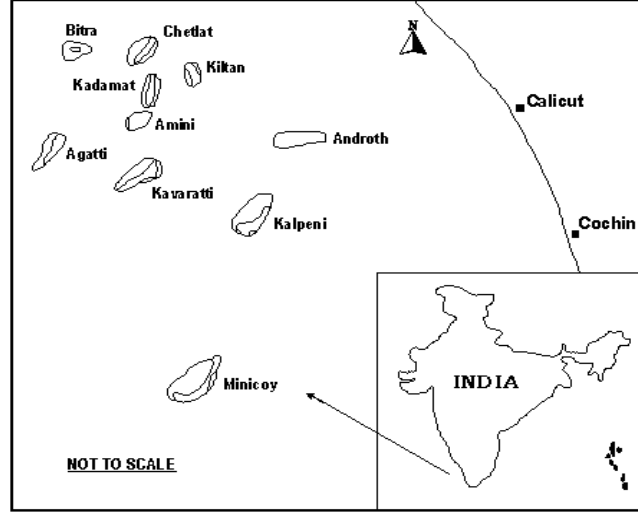 Bitra
Chetlat
N
Kiltan
Kadamat
Calicut
Amini
Androth
Agatti
Kavaratti
Kalpeni
Cochin
INDIA
Minicoy
NOT TO SCALE